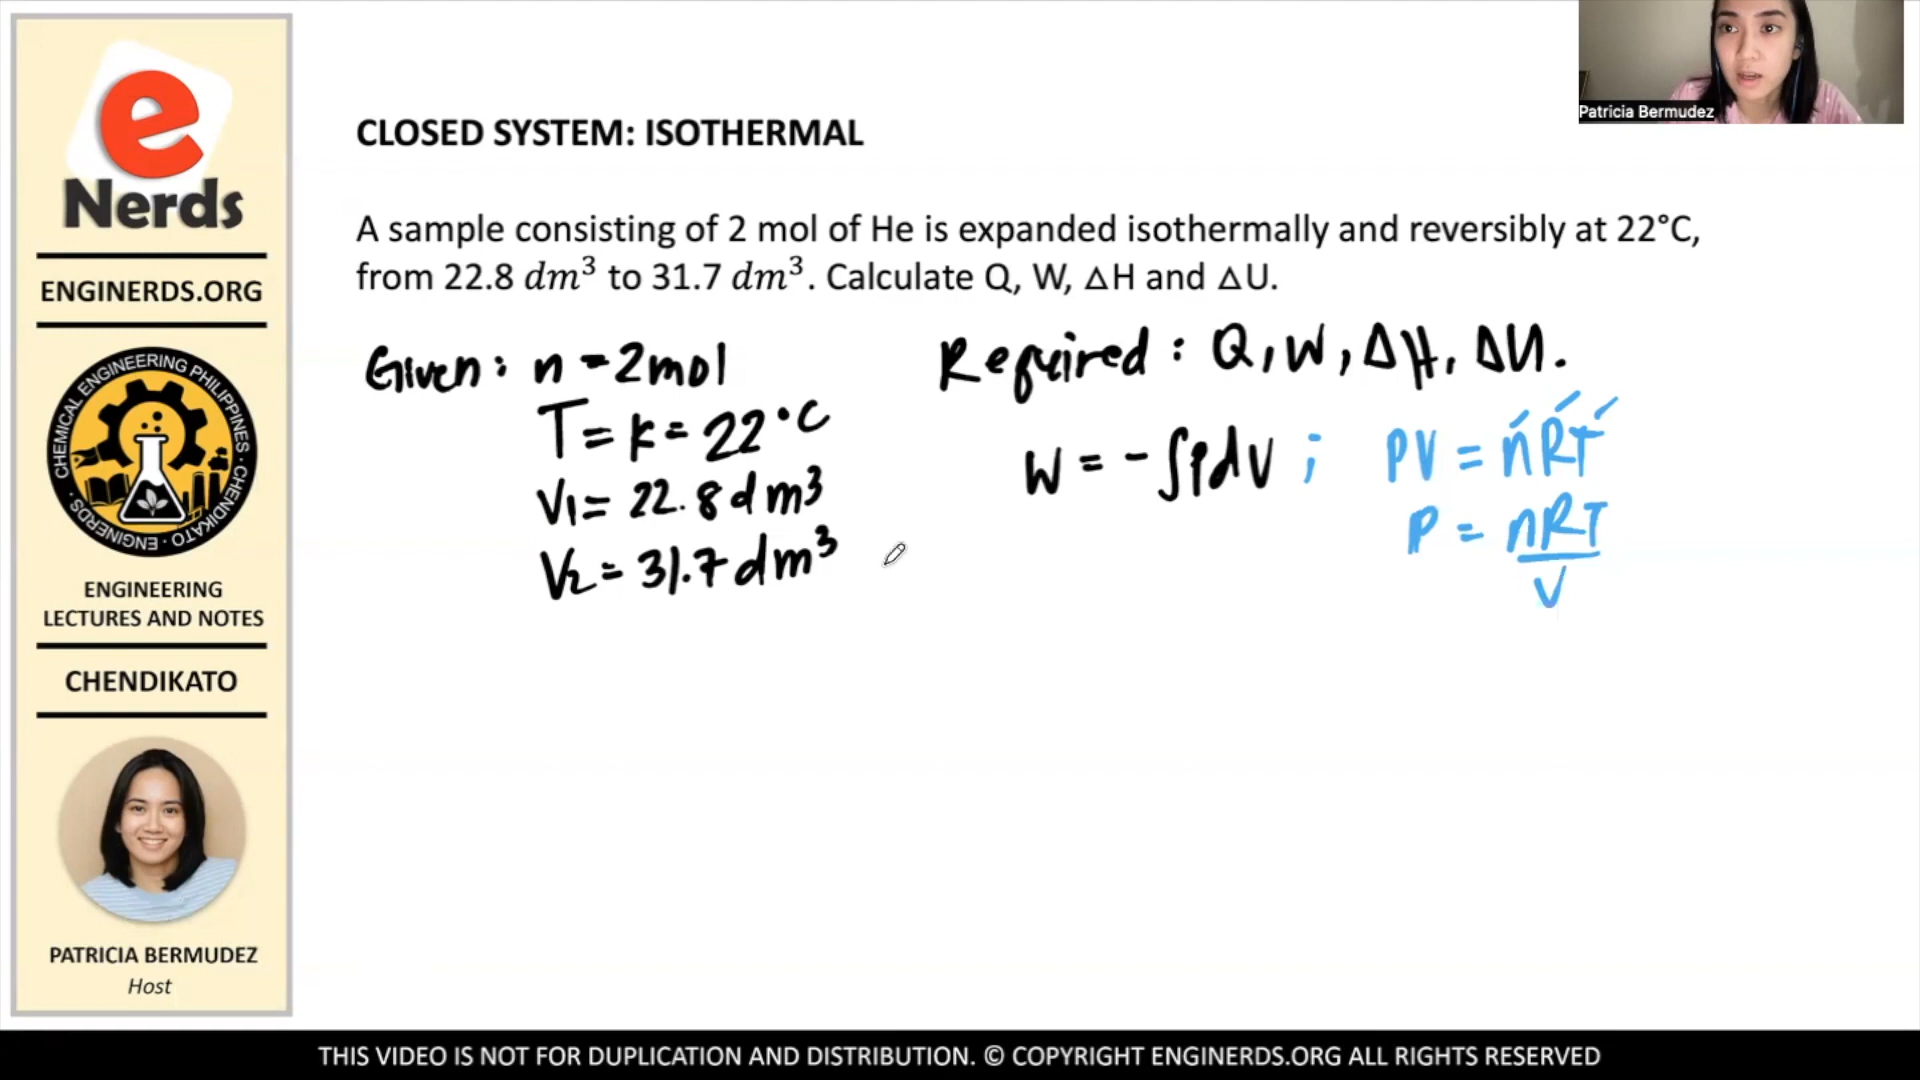 e
Nerds
ENGINERDS.ORG
CHEMICAL ENGINEERING PHILIPPINES
CHENDIKATO · ENGINERDS
ENGINEERING
LECTURES AND NOTES
CHENDIKATO
PATRICIA BERMUDEZ
Host
Patricia Bermudez
CLOSED SYSTEM: ISOTHERMAL
A sample consisting of 2 mol of He is expanded isothermally and reversibly at 22°C,
from 22.8 dm³ to 31.7 dm³. Calculate Q, W, △H and △U.
Given: n = 2mol
T = k = 22°C
V1 = 22.8 dm³
V2 = 31.7 dm³
Required: Q, W, ΔH, ΔU.
W = -∫PdV ; PV = nRT
P = nRT/V
THIS VIDEO IS NOT FOR DUPLICATION AND DISTRIBUTION. © COPYRIGHT ENGINERDS.ORG ALL RIGHTS RESERVED